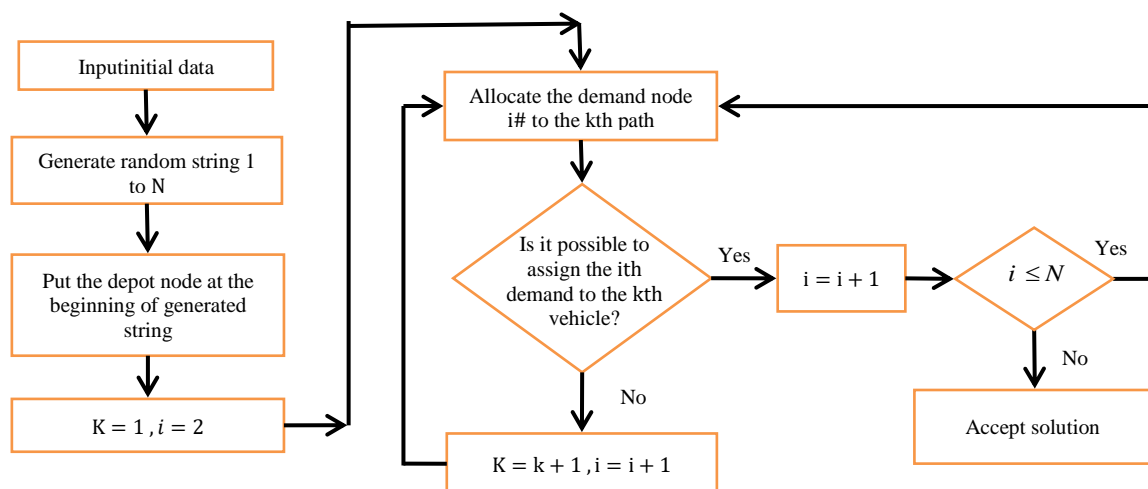 Inputinitial data
Generate random string 1
to N
Put the depot node at the
beginning of generated
string
K = 1 , i = 2
Allocate the demand node
i# to the kth path
Is it possible to
assign the ith
demand to the kth
vehicle?
Yes
No
K = k + 1 , i = i + 1
i = i + 1
i ≤ N
Yes
No
Accept solution